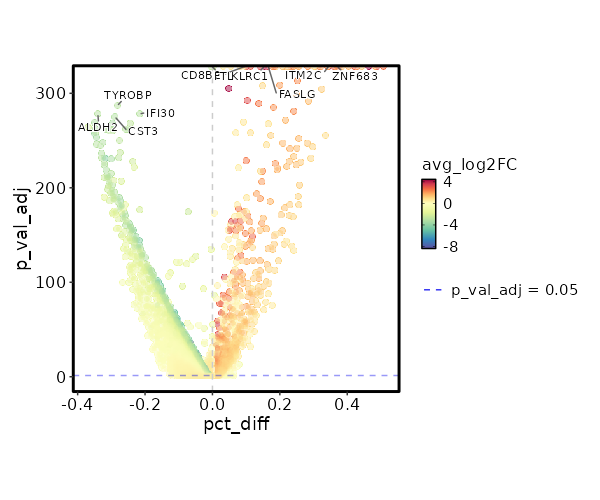 CD8B
KLRC1
ITM2C
ZNF683
FASLG
TYROBP
IFI30
ALDH2
CST3
300
200
100
0
-0.4
-0.2
0.0
0.2
0.4
pct_diff
p_val_adj
avg_log2FC
4
0
-4
-8
p_val_adj = 0.05